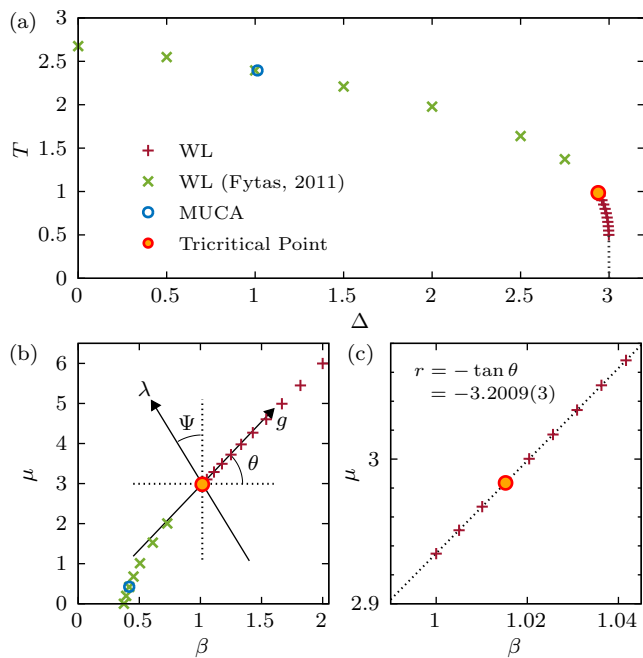 (a)
3
2.5
2
1.5
1
0.5
0
T
WL
WL (Fytas, 2011)
MUCA
Tricritical Point
0 0.5 1 1.5 2 2.5 3
Δ
(b)
6
5
4
3
2
1
0
μ
λ
Ψ
g
θ
0 0.5 1 1.5 2
β
(c)
r = − tan θ
= −3.2009(3)
3
2.9
μ
1 1.02 1.04
β